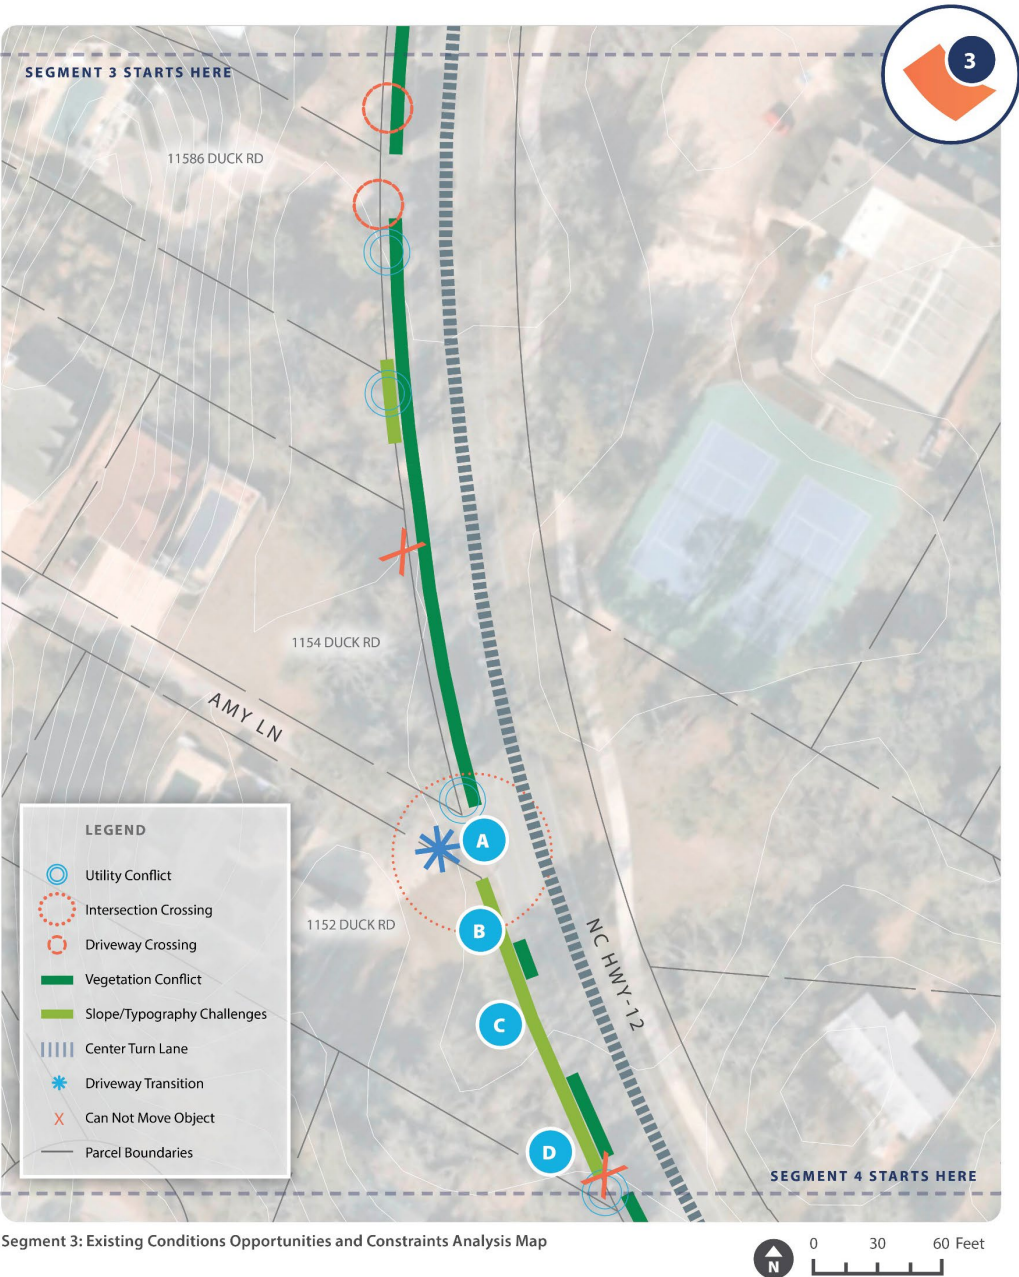 3
SEGMENT 3 STARTS HERE
11586 DUCK RD
1154 DUCK RD
AMY LN
A
LEGEND
Utility Conflict
Intersection Crossing
Driveway Crossing
Vegetation Conflict
Slope/Typography Challenges
Center Turn Lane
Driveway Transition
Can Not Move Object
Parcel Boundaries
1152 DUCK RD
B
NC HWY-12
C
D
SEGMENT 4 STARTS HERE
Segment 3: Existing Conditions Opportunities and Constraints Analysis Map
N
0 30 60 Feet